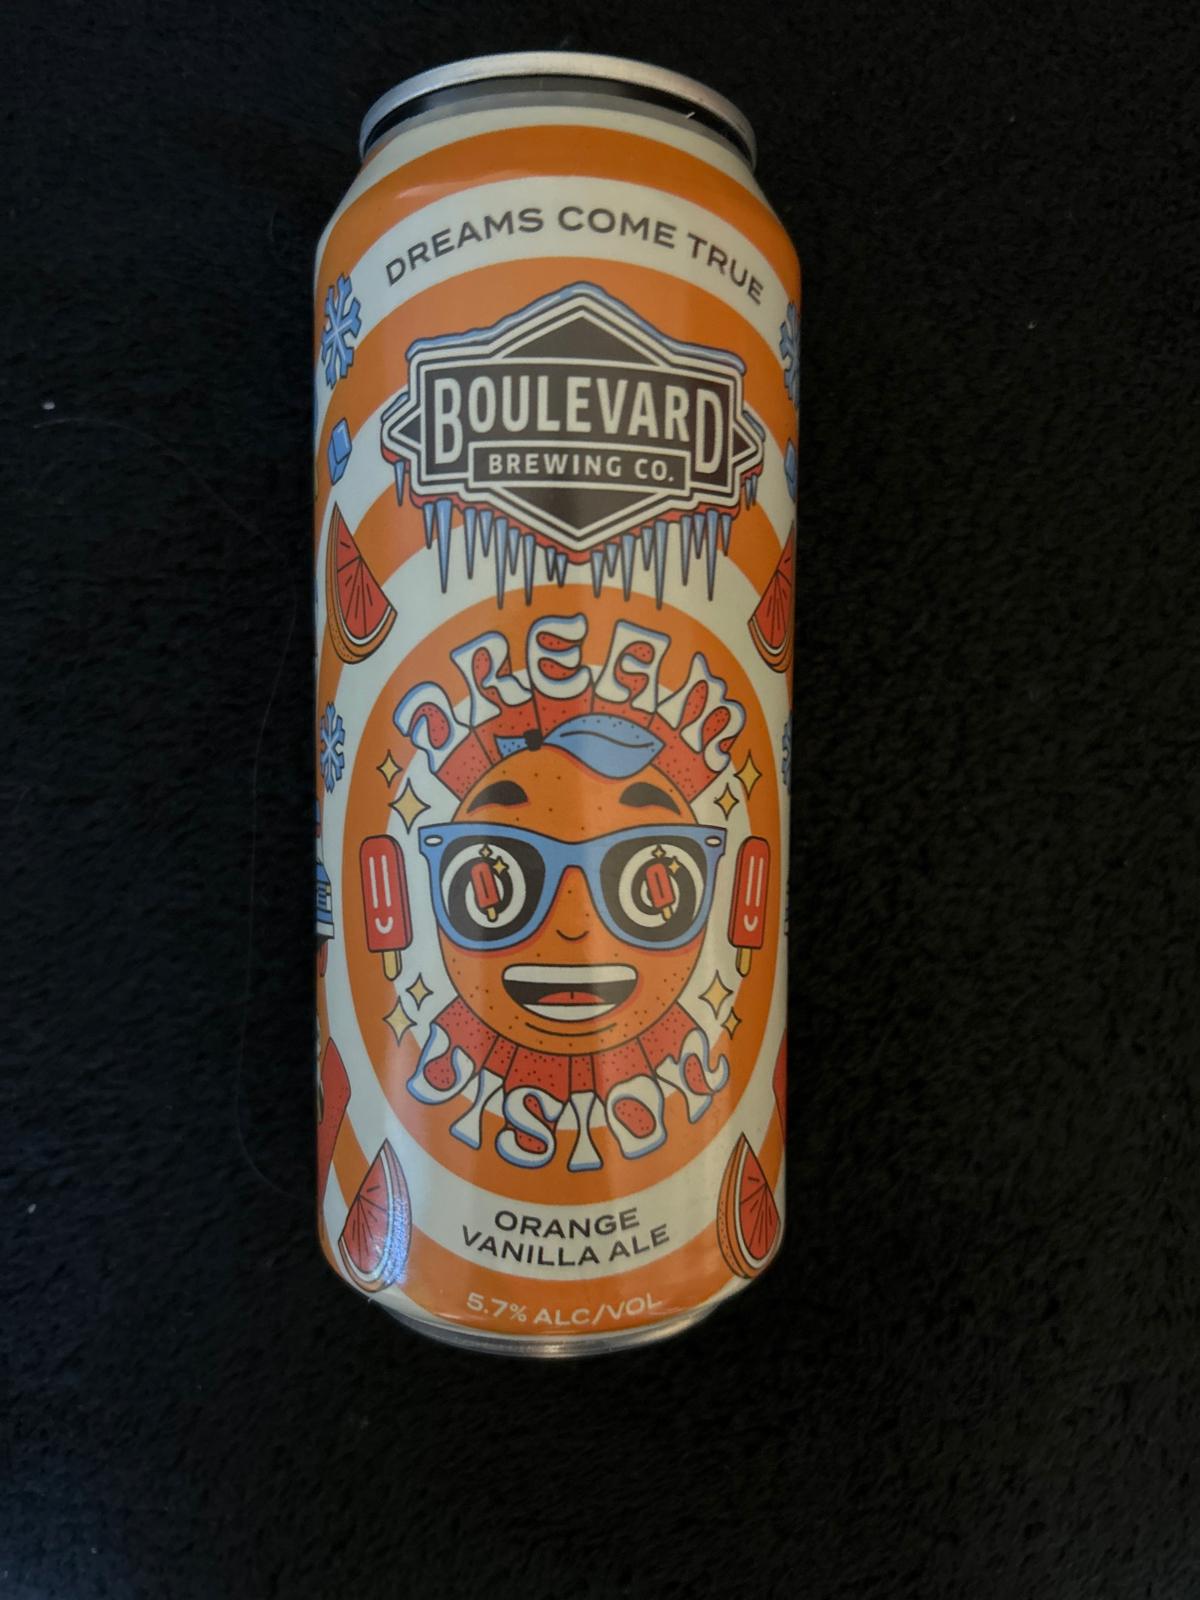 DREAMS COME TRUE
BOULEVARD
BREWING CO.
DREAM
VISION
ORANGE
VANILLA ALE
5.7% ALC/VOL